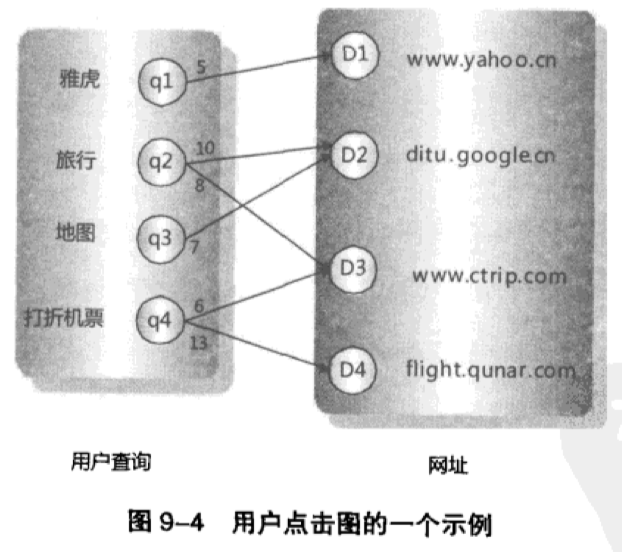 雅虎 q1 5 D1 www.yahoo.cn
旅行 q2 10 8 D2 ditu.google.cn
地图 q3 7 D3 www.ctrip.com
打折机票 q4 6 13 D4 flight.qunar.com
用户查询 网址
图 9-4 用户点击图的一个示例